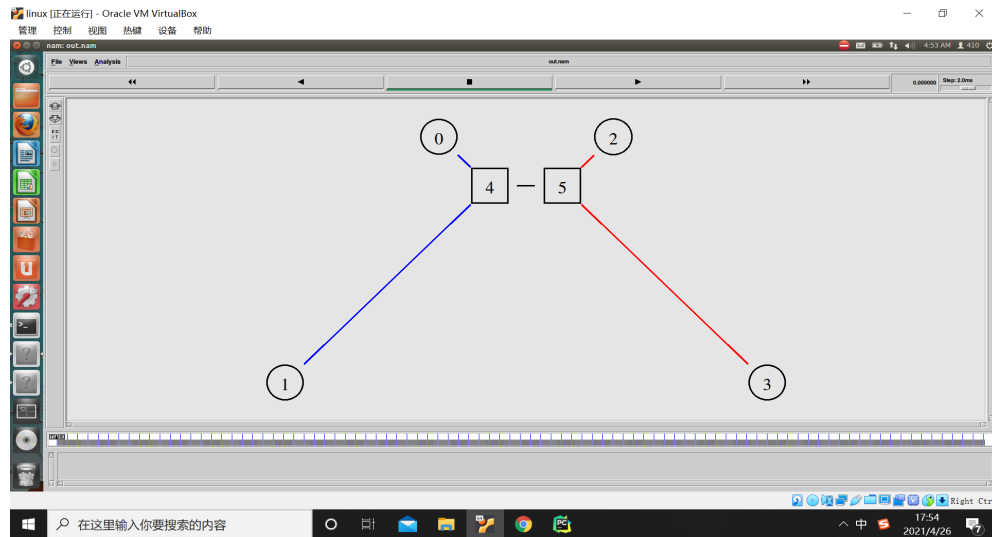 linux [正在运行] - Oracle VM VirtualBox
管理 控制 视图 热键 设备 帮助
nam: out.nam
4:53 AM 410
File Views Analysis
out.nam
0.000000 Step: 2.0ms
0
2
4
5
1
3
Right Ctr
在这里输入你要搜索的内容
PC
中
17:54
2021/4/26
7